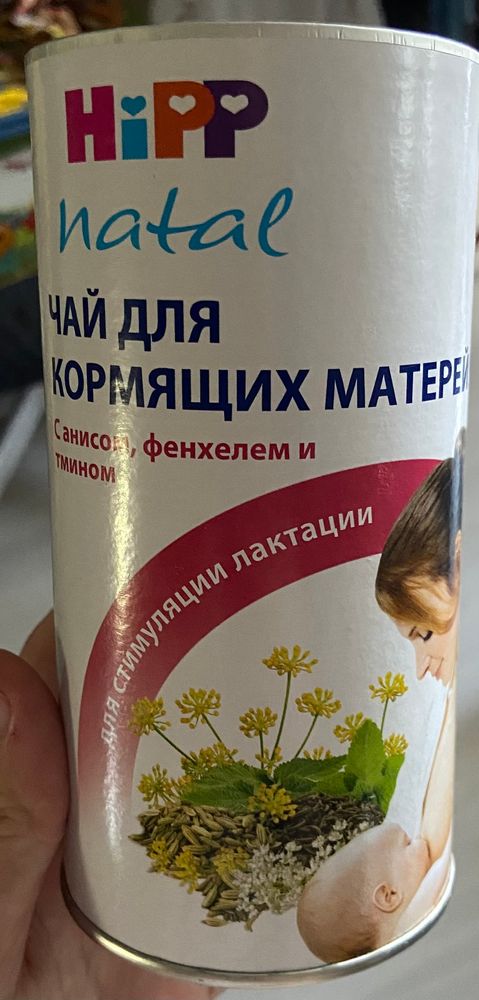 HiPP
natal
ЧАЙ ДЛЯ
КОРМЯЩИХ МАТЕРЕЙ
С анисом, фенхелем и
тмином
для стимуляции лактации